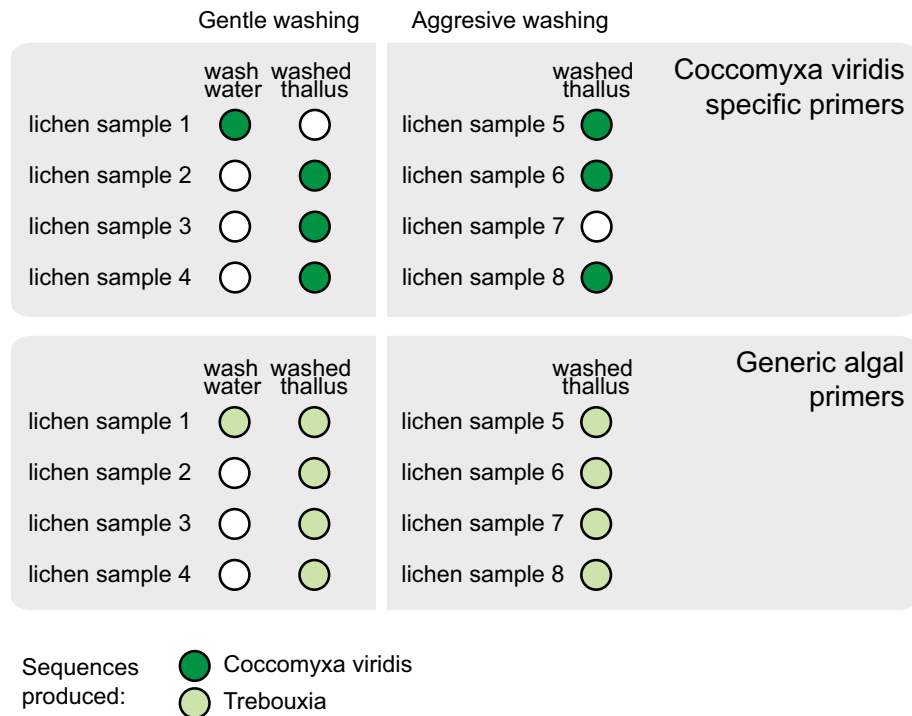 Gentle washing
Aggresive washing
Coccomyxa viridis
specific primers
wash
water
washed
thallus
lichen sample 1
lichen sample 2
lichen sample 3
lichen sample 4
washed
thallus
lichen sample 5
lichen sample 6
lichen sample 7
lichen sample 8
Generic algal
primers
wash
water
washed
thallus
lichen sample 1
lichen sample 2
lichen sample 3
lichen sample 4
washed
thallus
lichen sample 5
lichen sample 6
lichen sample 7
lichen sample 8
Sequences
produced:
Coccomyxa viridis
Trebouxia